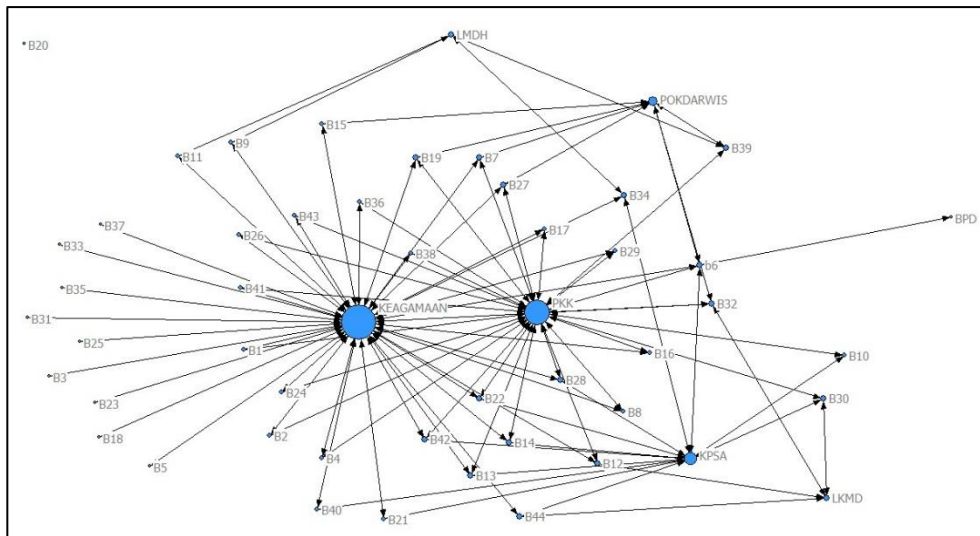 LMDH
B20
POKDARWIS
B15
B9
B39
B11
B19
B7
B27
B34
B36
B43
BPD
B37
B26
B17
B33
B38
B29
b6
B35
B41
B32
KEAGAMAAN
PKK
B31
B25
B1
B16
B10
B3
B28
B24
B22
B30
B23
B8
B2
B42
B18
B14
B4
KPSA
B5
B12
B13
LKMD
B40
B21
B44